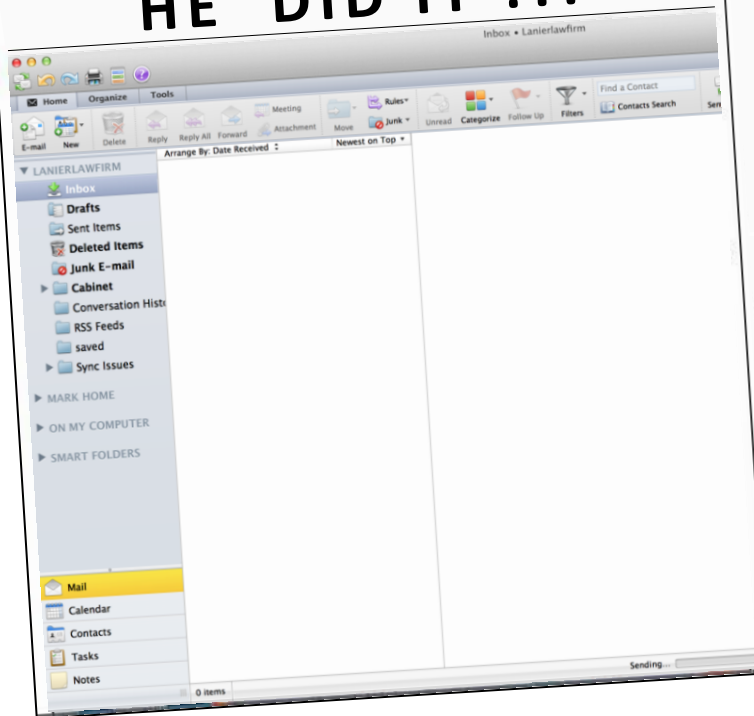 HE DID IT !!!
Inbox • Lanierlawfirm
Home Organize Tools
E-mail New Delete Reply Reply All Forward Meeting Attachment Move Rules Junk Unread Categorize Follow Up Filters Find a Contact Contacts Search
Arrange By: Date Received Newest on Top
LANIERLAWFIRM
Inbox
Drafts
Sent Items
Deleted Items
Junk E-mail
Cabinet
Conversation
RSS Feeds
saved
Sync Issues
MARK HOME
ON MY COMPUTER
SMART FOLDERS
Mail
Calendar
Contacts
Tasks
Notes
0 items
Sending...